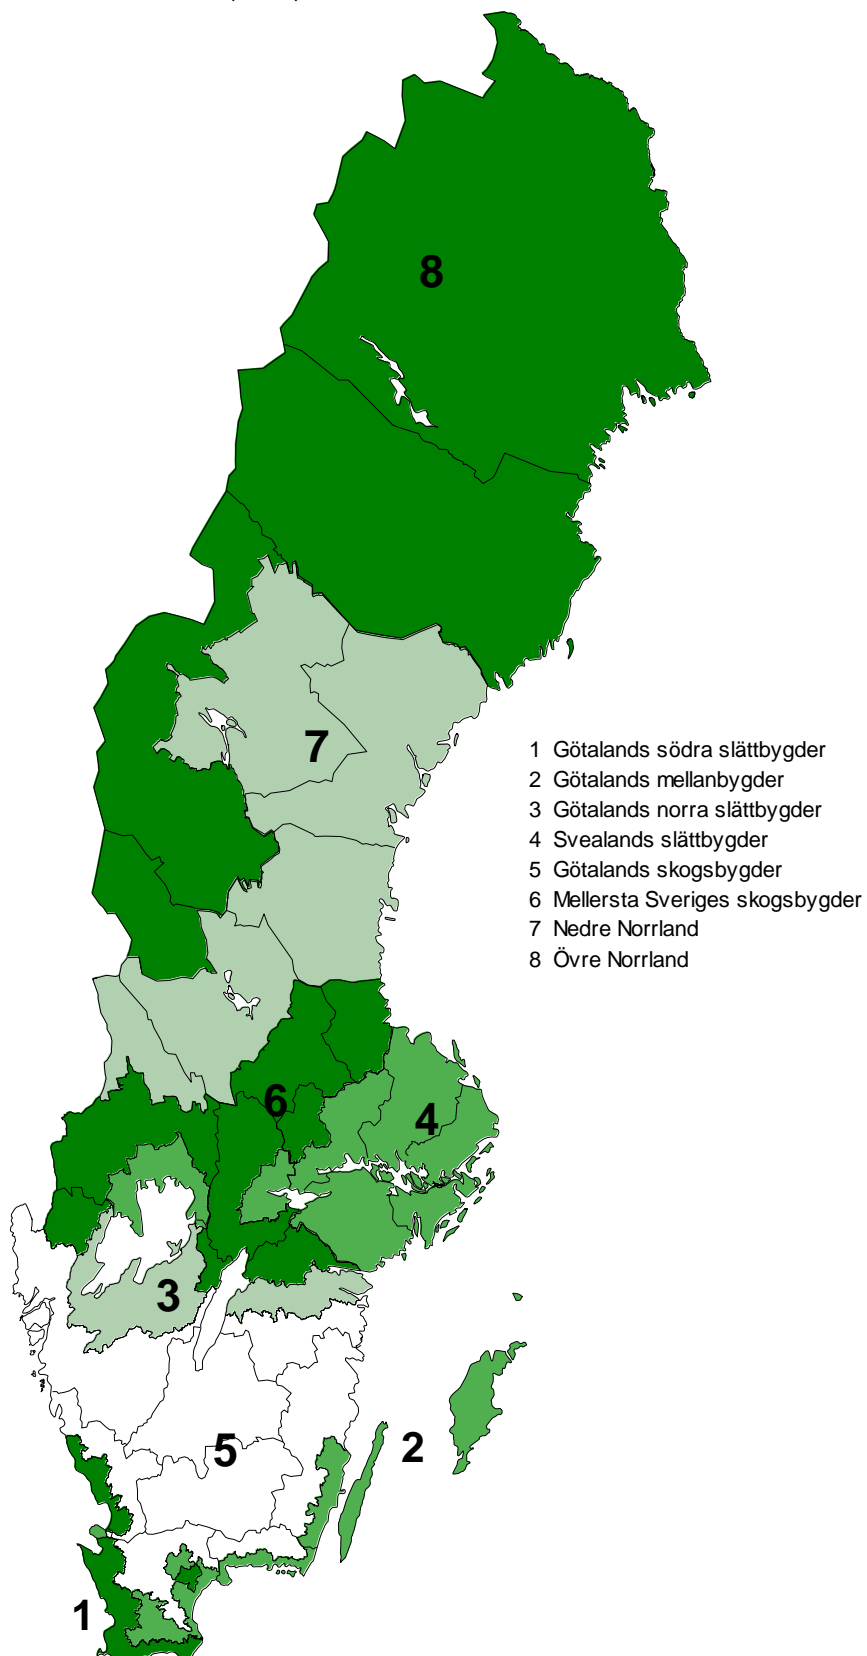 8
7
1 Götalands södra slättbygder
2 Götalands mellanbygder
3 Götalands norra slättbygder
4 Svealands slättbygder
5 Götalands skogsbygder
6 Mellersta Sveriges skogsbygder
7 Nedre Norrland
8 Övre Norrland
6
4
3
5
2
1